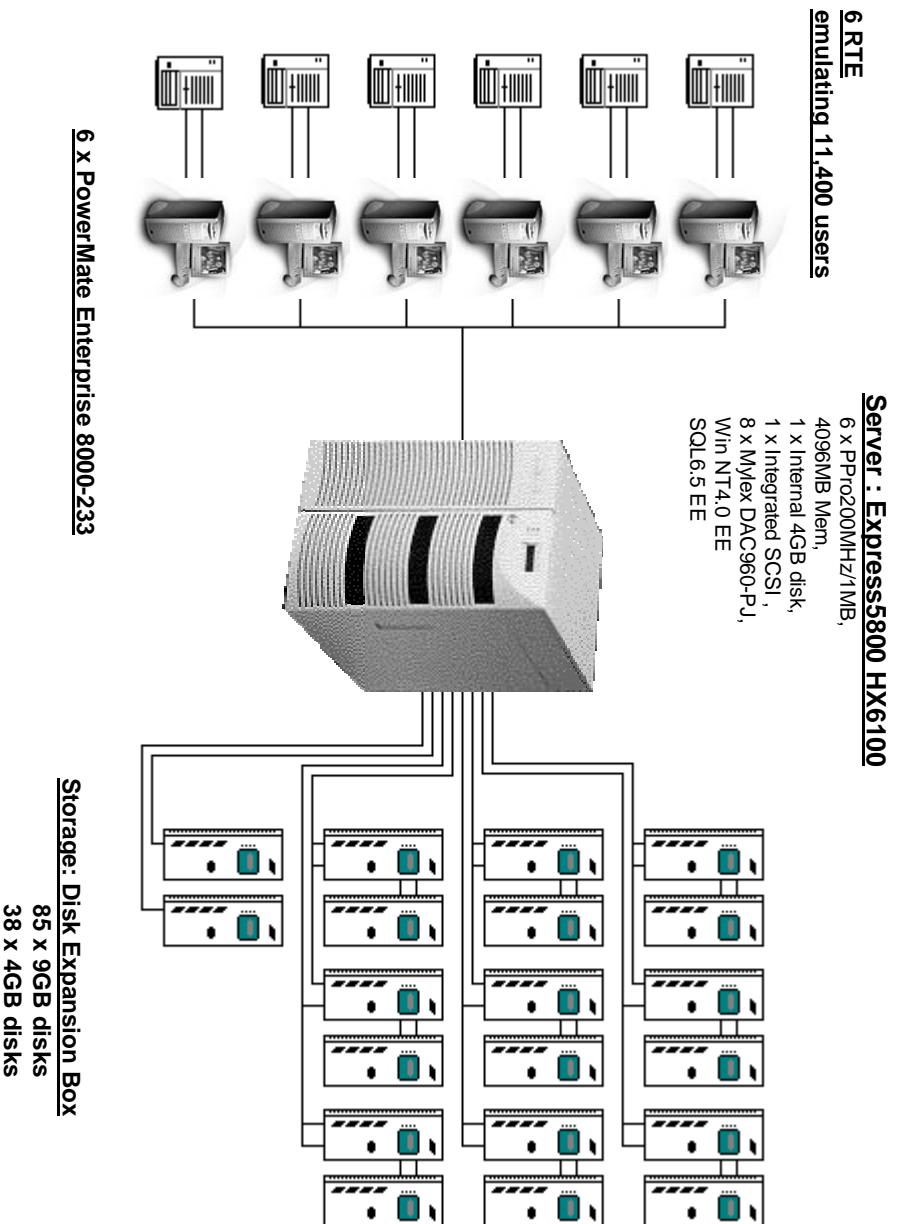 6 RTE
emulating 11,400 users
6 x PowerMate Enterprise 8000-233
Server : Express5800 HX6100
6 x PPro200MHz/1MB,
4096MB Mem,
1 x Internal 4GB disk,
1 x Integrated SCSI ,
8 x Mylex DAC960-PJ,
Win NT4.0 EE
SQL6.5 EE
Storage: Disk Expansion Box
85 x 9GB disks
38 x 4GB disks